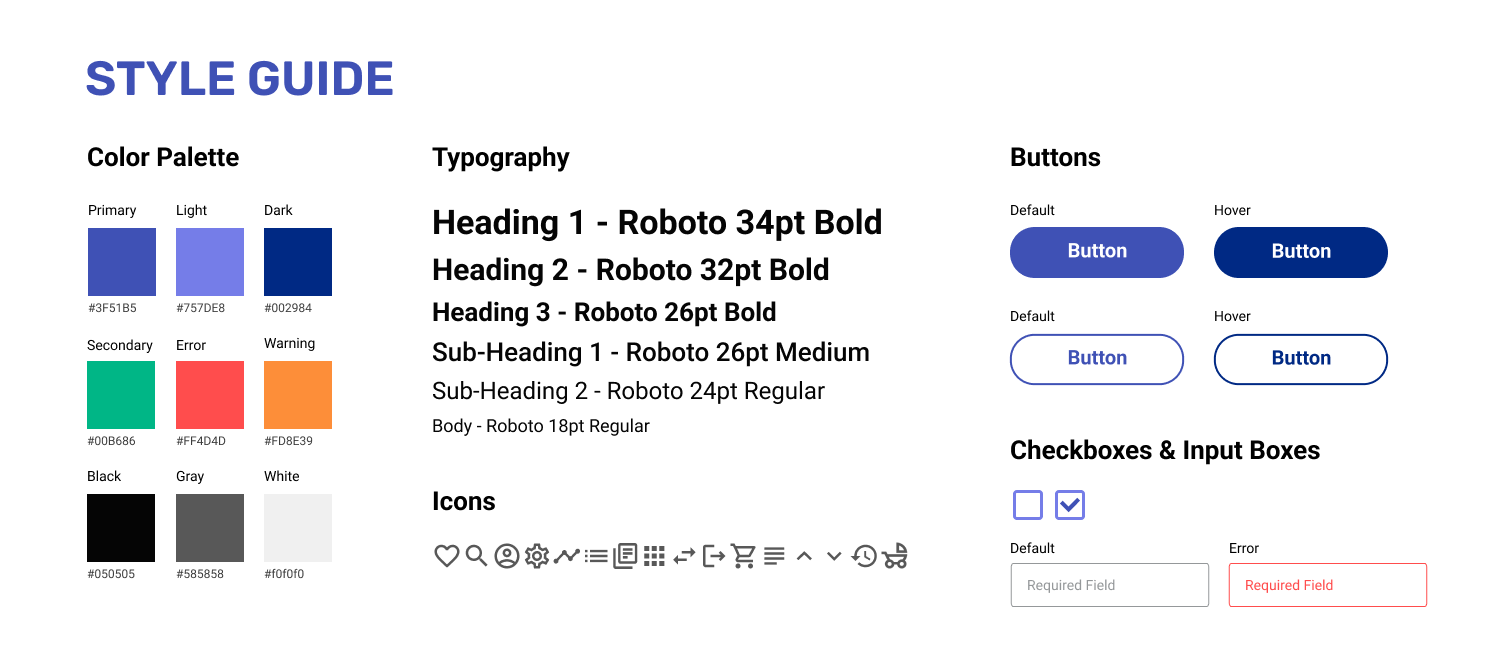 STYLE GUIDE
Color Palette
Primary
Light
Dark
#3F51B5
#757DE8
#002984
Secondary
Error
Warning
#00B686
#FF4D4D
#FD8E39
Black
Gray
White
#050505
#585858
#f0f0f0
Typography
Heading 1 - Roboto 34pt Bold
Heading 2 - Roboto 32pt Bold
Heading 3 - Roboto 26pt Bold
Sub-Heading 1 - Roboto 26pt Medium
Sub-Heading 2 - Roboto 24pt Regular
Body - Roboto 18pt Regular
Icons
Buttons
Default
Hover
Button
Button
Default
Hover
Button
Button
Checkboxes & Input Boxes
Default
Error
Required Field
Required Field